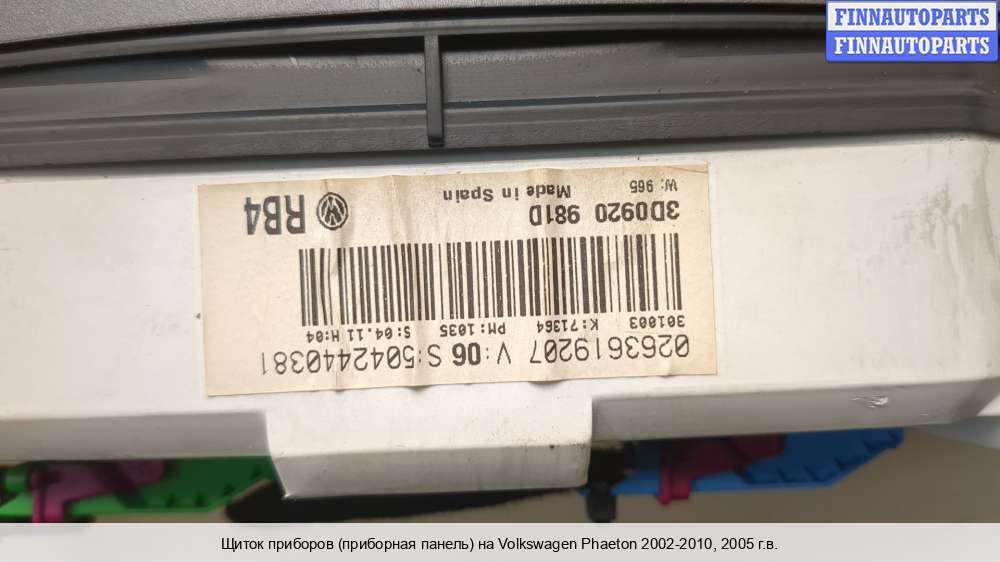 FINNAUTOPARTS
FINNAUTOPARTS
0263619207 V:06 S:5042440381
301003 K:71364 PM:1035 S:04.11 H:04
3D0920 981D RB4
W: 965 Made in Spain
Щиток приборов (приборная панель) на Volkswagen Phaeton 2002-2010, 2005 г.в.